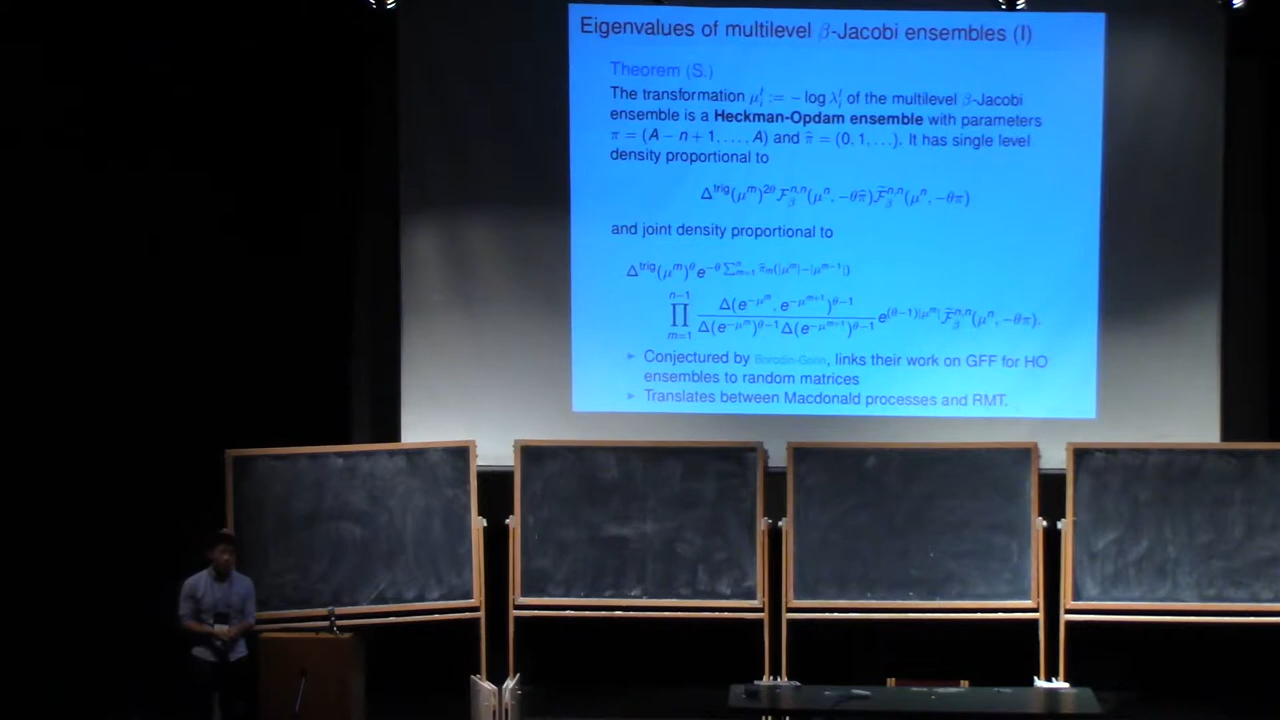 Eigenvalues of multilevel β-Jacobi ensembles (I)
Theorem (S.)
The transformation μᵢˡ := − log λᵢˡ of the multilevel β-Jacobi
ensemble is a Heckman-Opdam ensemble with parameters
π = (A − n + 1, . . . , A) and π̂ = (0, 1, . . .). It has single level
density proportional to
Δ^trig(μ^m)^2θ F_β^n,n(μ^n, −θπ̂)F̃_β^n,n(μ^n, −θπ)
and joint density proportional to
Δ^trig(μ^m)^θ e^{−θ ∑_{m=1}^n π̂_m(|μ^m|−|μ^{m−1}|)}
∏_{m=1}^{n−1} Δ(e^{−μ^m}, e^{−μ^{m+1}})^{θ−1} / Δ(e^{−μ^m})^{θ−1}Δ(e^{−μ^{m+1}})^{θ−1} e^{(θ−1)|μ^m|} F̃_β^n,n(μ^n, −θπ).
► Conjectured by Borodin-Gorin, links their work on GFF for HO
ensembles to random matrices
► Translates between Macdonald processes and RMT.